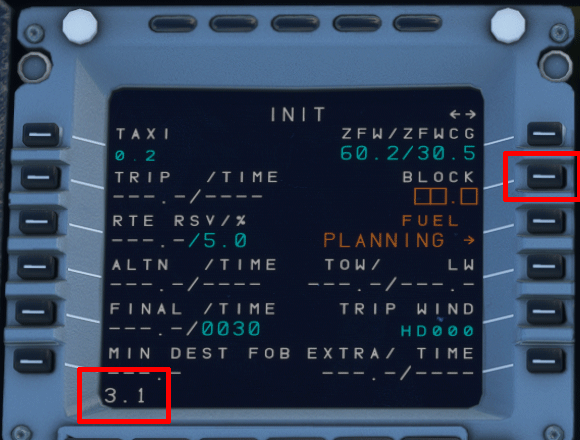 INIT ←→
TAXI ZFW/ZFWCG
0.2 60.2/30.5
TRIP /TIME BLOCK
---.-/---- □□.□
RTE RSV/% FUEL
---.-/5.0 PLANNING →
ALTN /TIME TOW/ LW
---.-/---- ---.-/---.-
FINAL /TIME TRIP WIND
---.-/0030 HD000
MIN DEST FOB EXTRA/ TIME
---.- ---.-/----
3.1